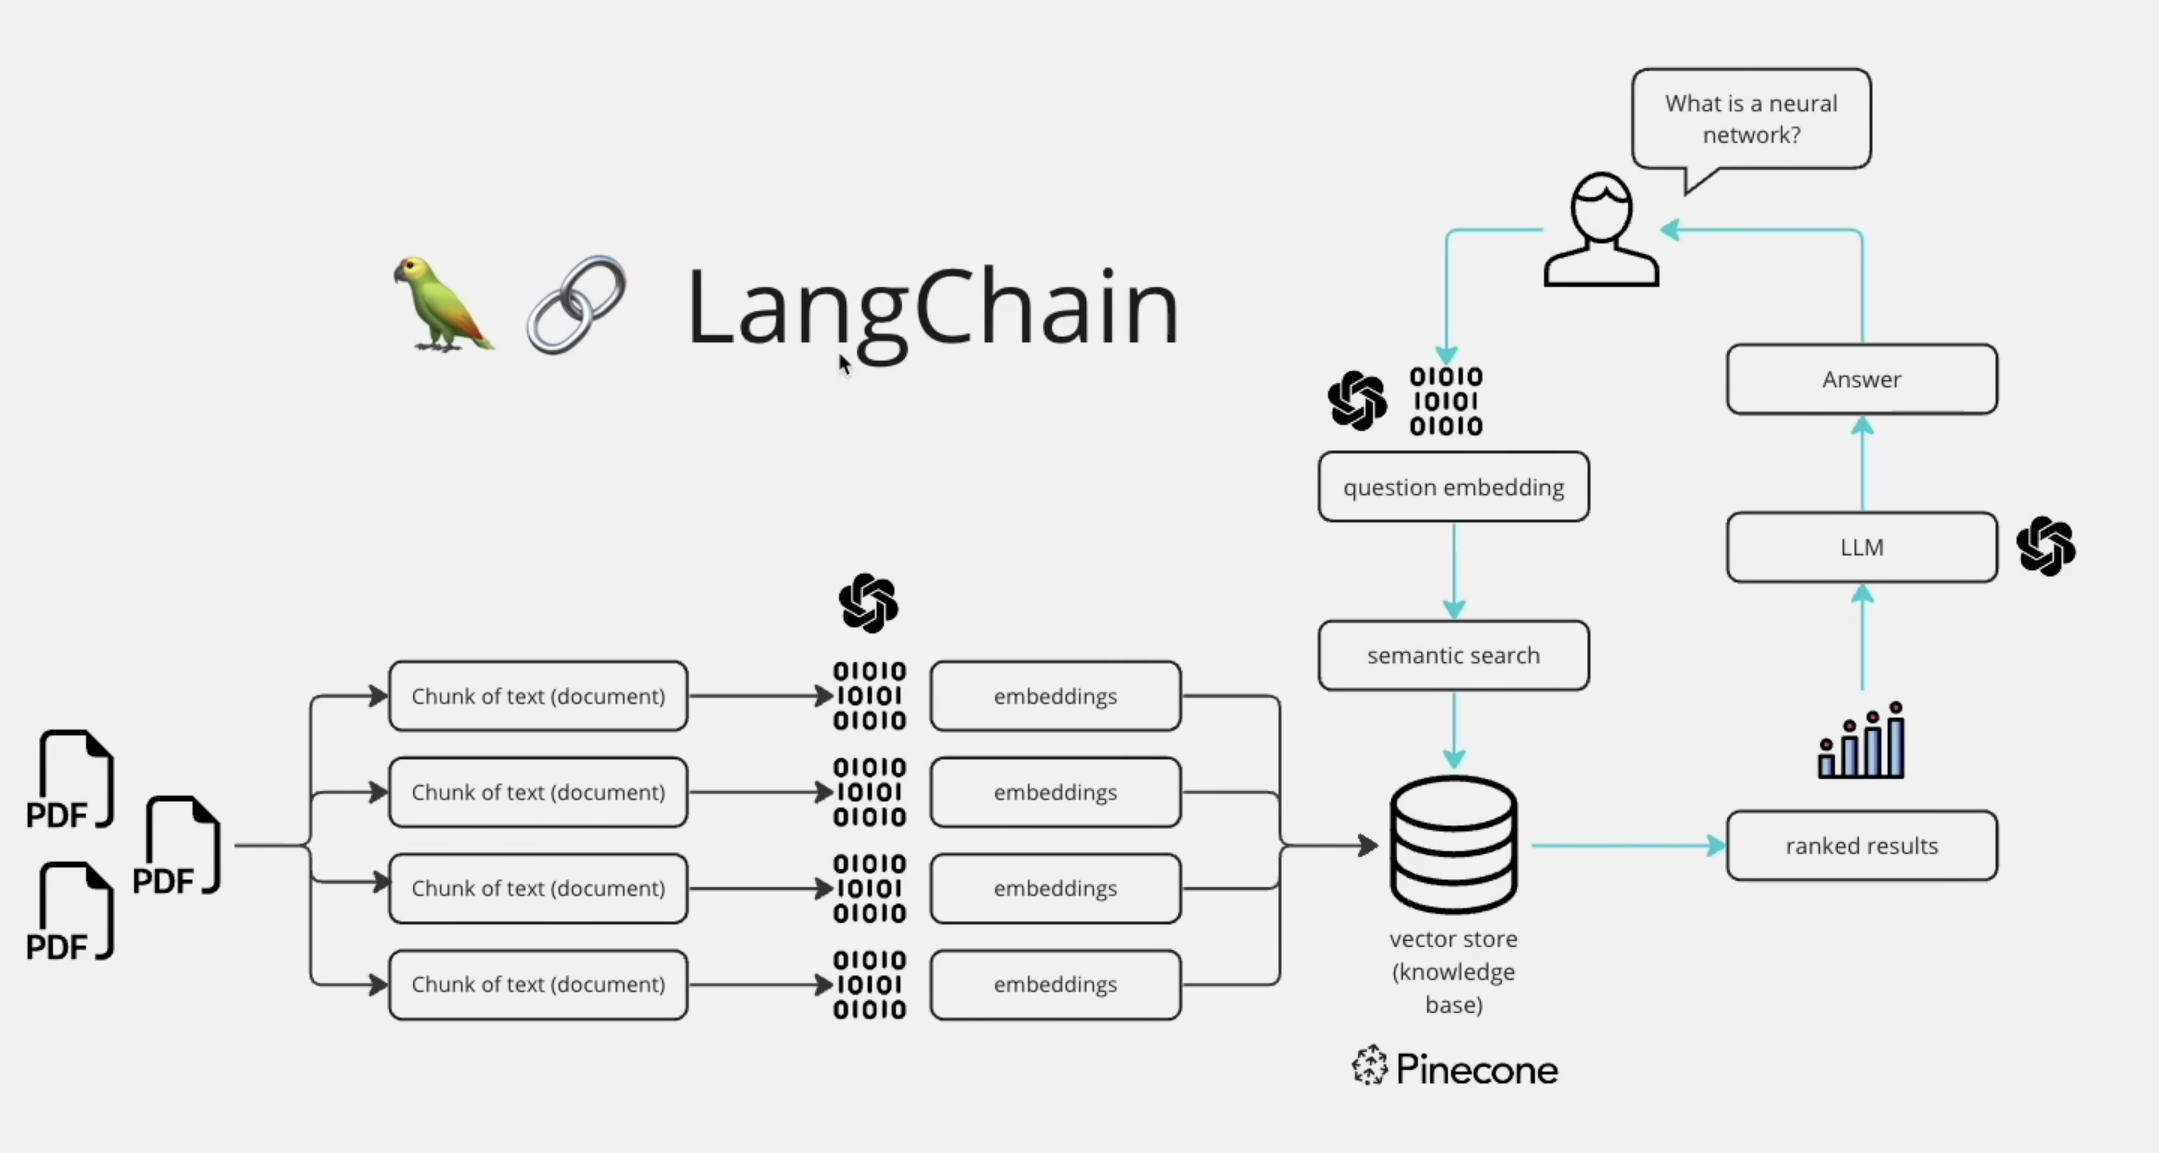 What is a neural
network?
LangChain
01010
10101
01010
question embedding
Answer
LLM
semantic search
Chunk of text (document)
01010
10101
01010
embeddings
Chunk of text (document)
01010
10101
01010
embeddings
Chunk of text (document)
01010
10101
01010
embeddings
Chunk of text (document)
01010
10101
01010
embeddings
PDF
PDF
PDF
vector store
(knowledge
base)
Pinecone
ranked results